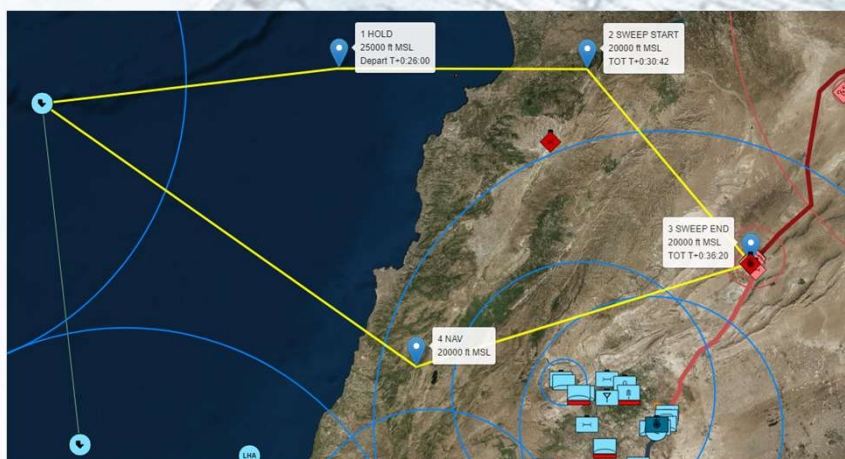 1 HOLD
25000 ft MSL
Depart T+0:26:00
2 SWEEP START
20000 ft MSL
TOT T+0:30:42
3 SWEEP END
20000 ft MSL
TOT T+0:36:20
4 NAV
20000 ft MSL
LHA